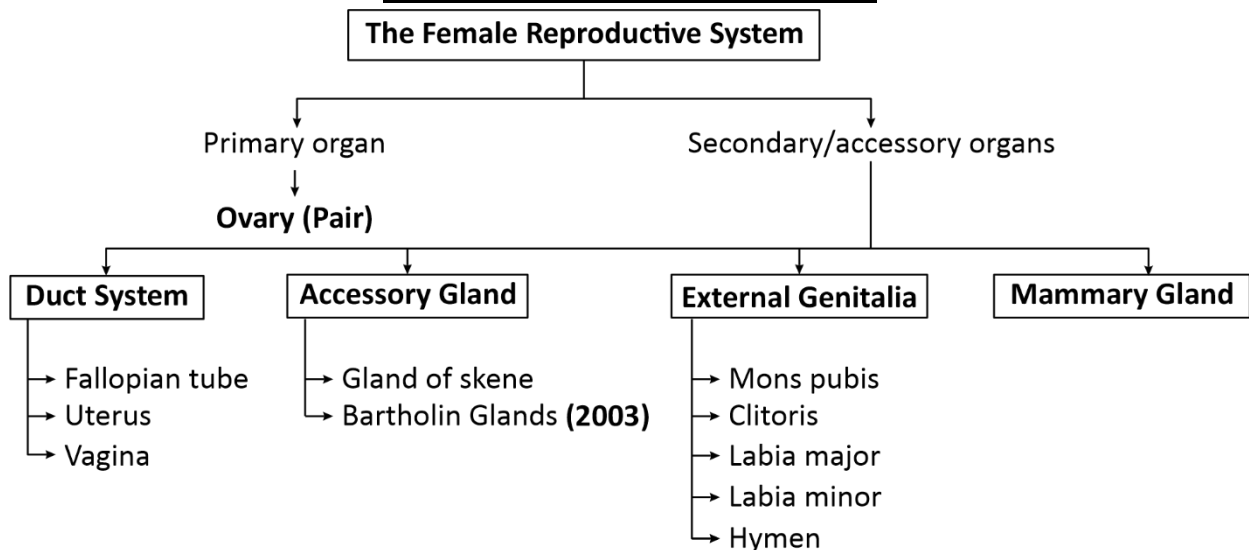 The Female Reproductive System
Primary organ
Secondary/accessory organs
Ovary (Pair)
Duct System
Accessory Gland
External Genitalia
Mammary Gland
Fallopian tube
Uterus
Vagina
Gland of skene
Bartholin Glands (2003)
Mons pubis
Clitoris
Labia major
Labia minor
Hymen